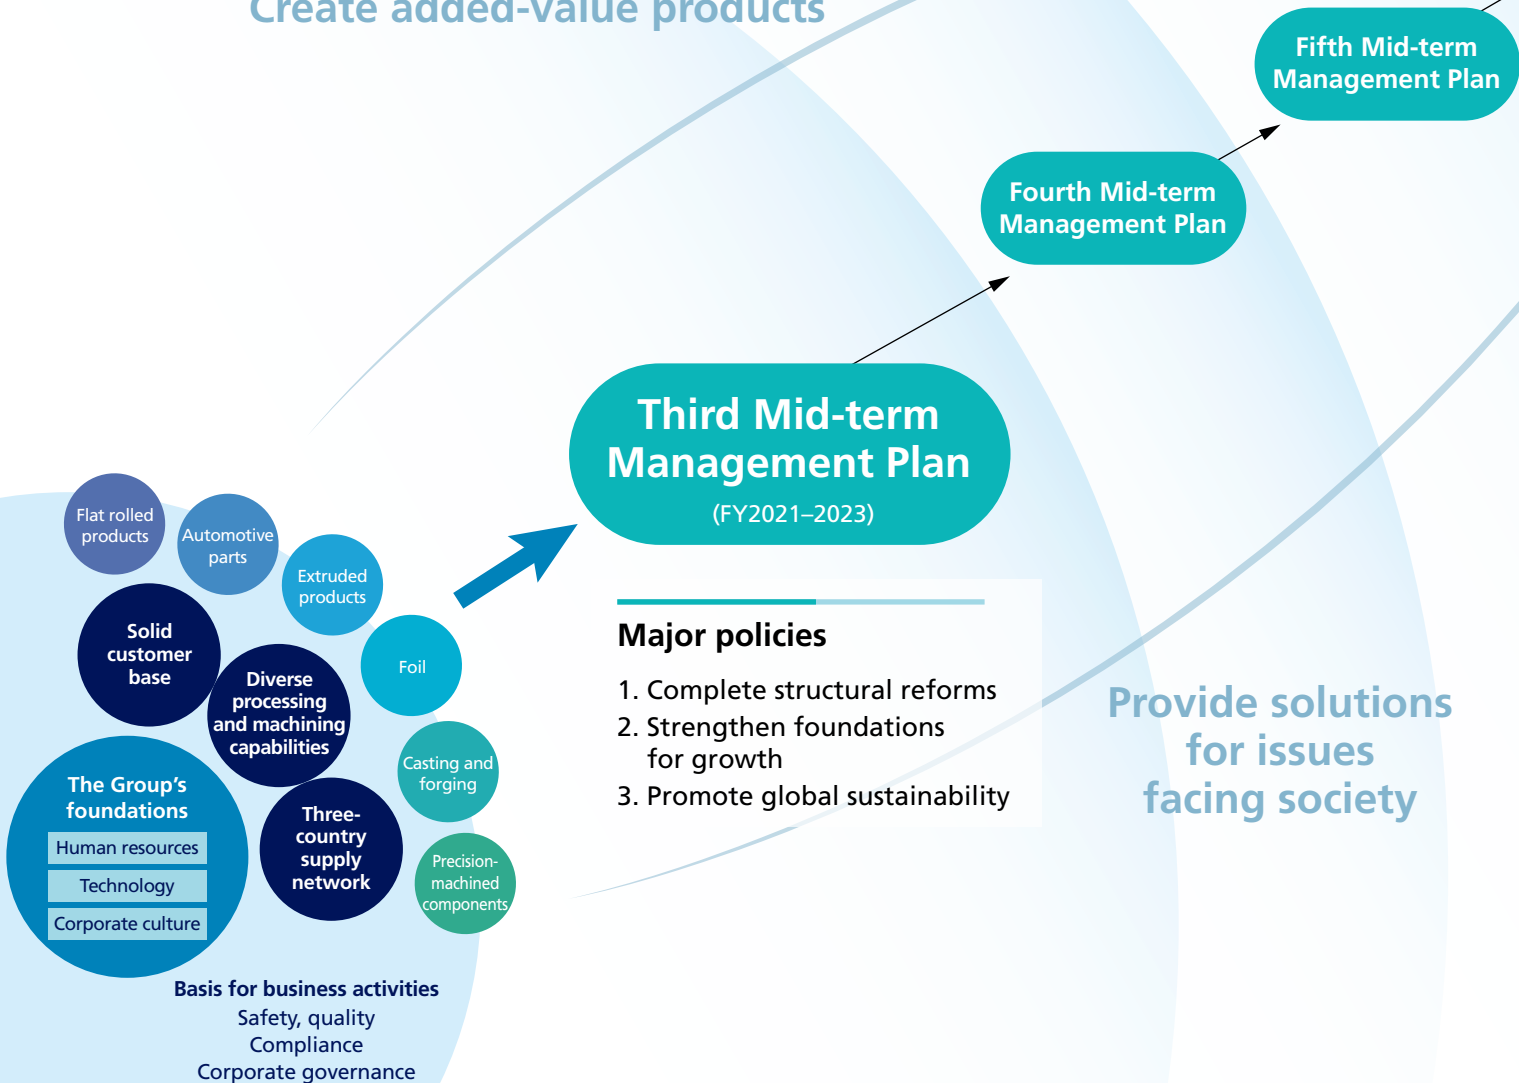 Create added-value products
Fifth Mid-term
Management Plan
Fourth Mid-term
Management Plan
Third Mid-term
Management Plan
(FY2021–2023)
Flat rolled
products
Automotive
parts
Extruded
products
Foil
Casting and
forging
Precision-
machined
components
Solid
customer
base
Diverse
processing
and machining
capabilities
Three-
country
supply
network
The Group's
foundations
Human resources
Technology
Corporate culture
Basis for business activities
Safety, quality
Compliance
Corporate governance
Major policies
1. Complete structural reforms
2. Strengthen foundations
for growth
3. Promote global sustainability
Provide solutions
for issues
facing society